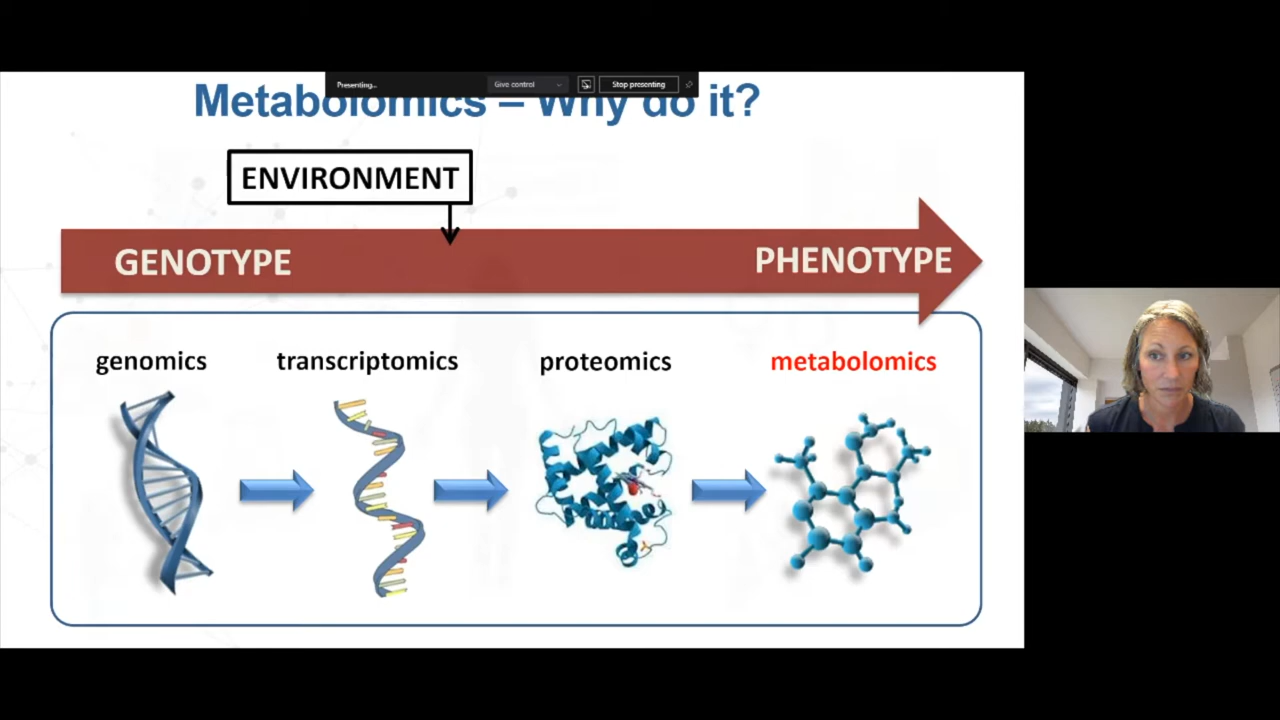 Presenting...
Give control
Stop presenting
Metabolomics – Why do it?
ENVIRONMENT
GENOTYPE
PHENOTYPE
genomics
transcriptomics
proteomics
metabolomics